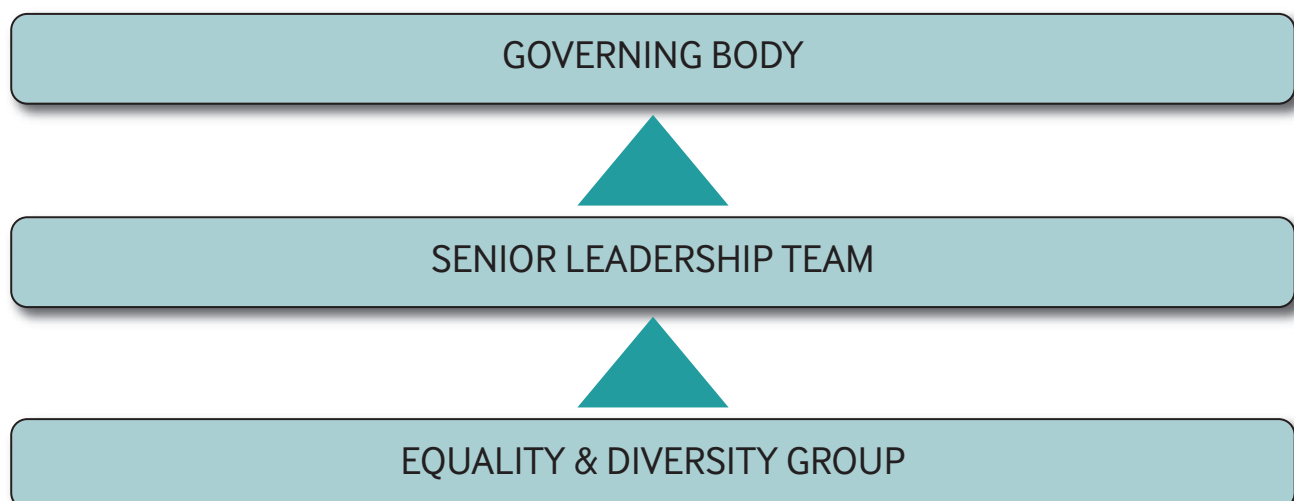 GOVERNING BODY
SENIOR LEADERSHIP TEAM
EQUALITY & DIVERSITY GROUP